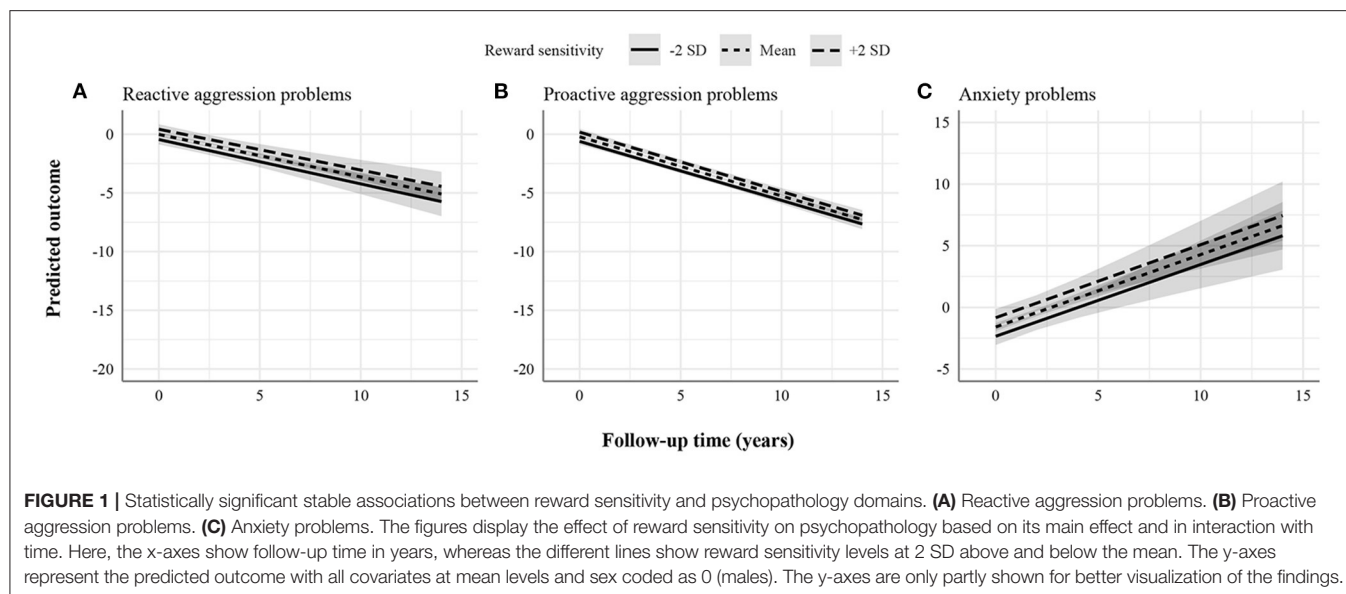 Reward sensitivity -2 SD Mean +2 SD
A Reactive aggression problems
B Proactive aggression problems
C Anxiety problems
Predicted outcome
0
-5
-10
-15
-20
0 5 10 15
0
-5
-10
-15
-20
0 5 10 15
15
10
5
0
-5
0 5 10 15
Follow-up time (years)
FIGURE 1 | Statistically significant stable associations between reward sensitivity and psychopathology domains. (A) Reactive aggression problems. (B) Proactive
aggression problems. (C) Anxiety problems. The figures display the effect of reward sensitivity on psychopathology based on its main effect and in interaction with
time. Here, the x-axes show follow-up time in years, whereas the different lines show reward sensitivity levels at 2 SD above and below the mean. The y-axes
represent the predicted outcome with all covariates at mean levels and sex coded as 0 (males). The y-axes are only partly shown for better visualization of the findings.